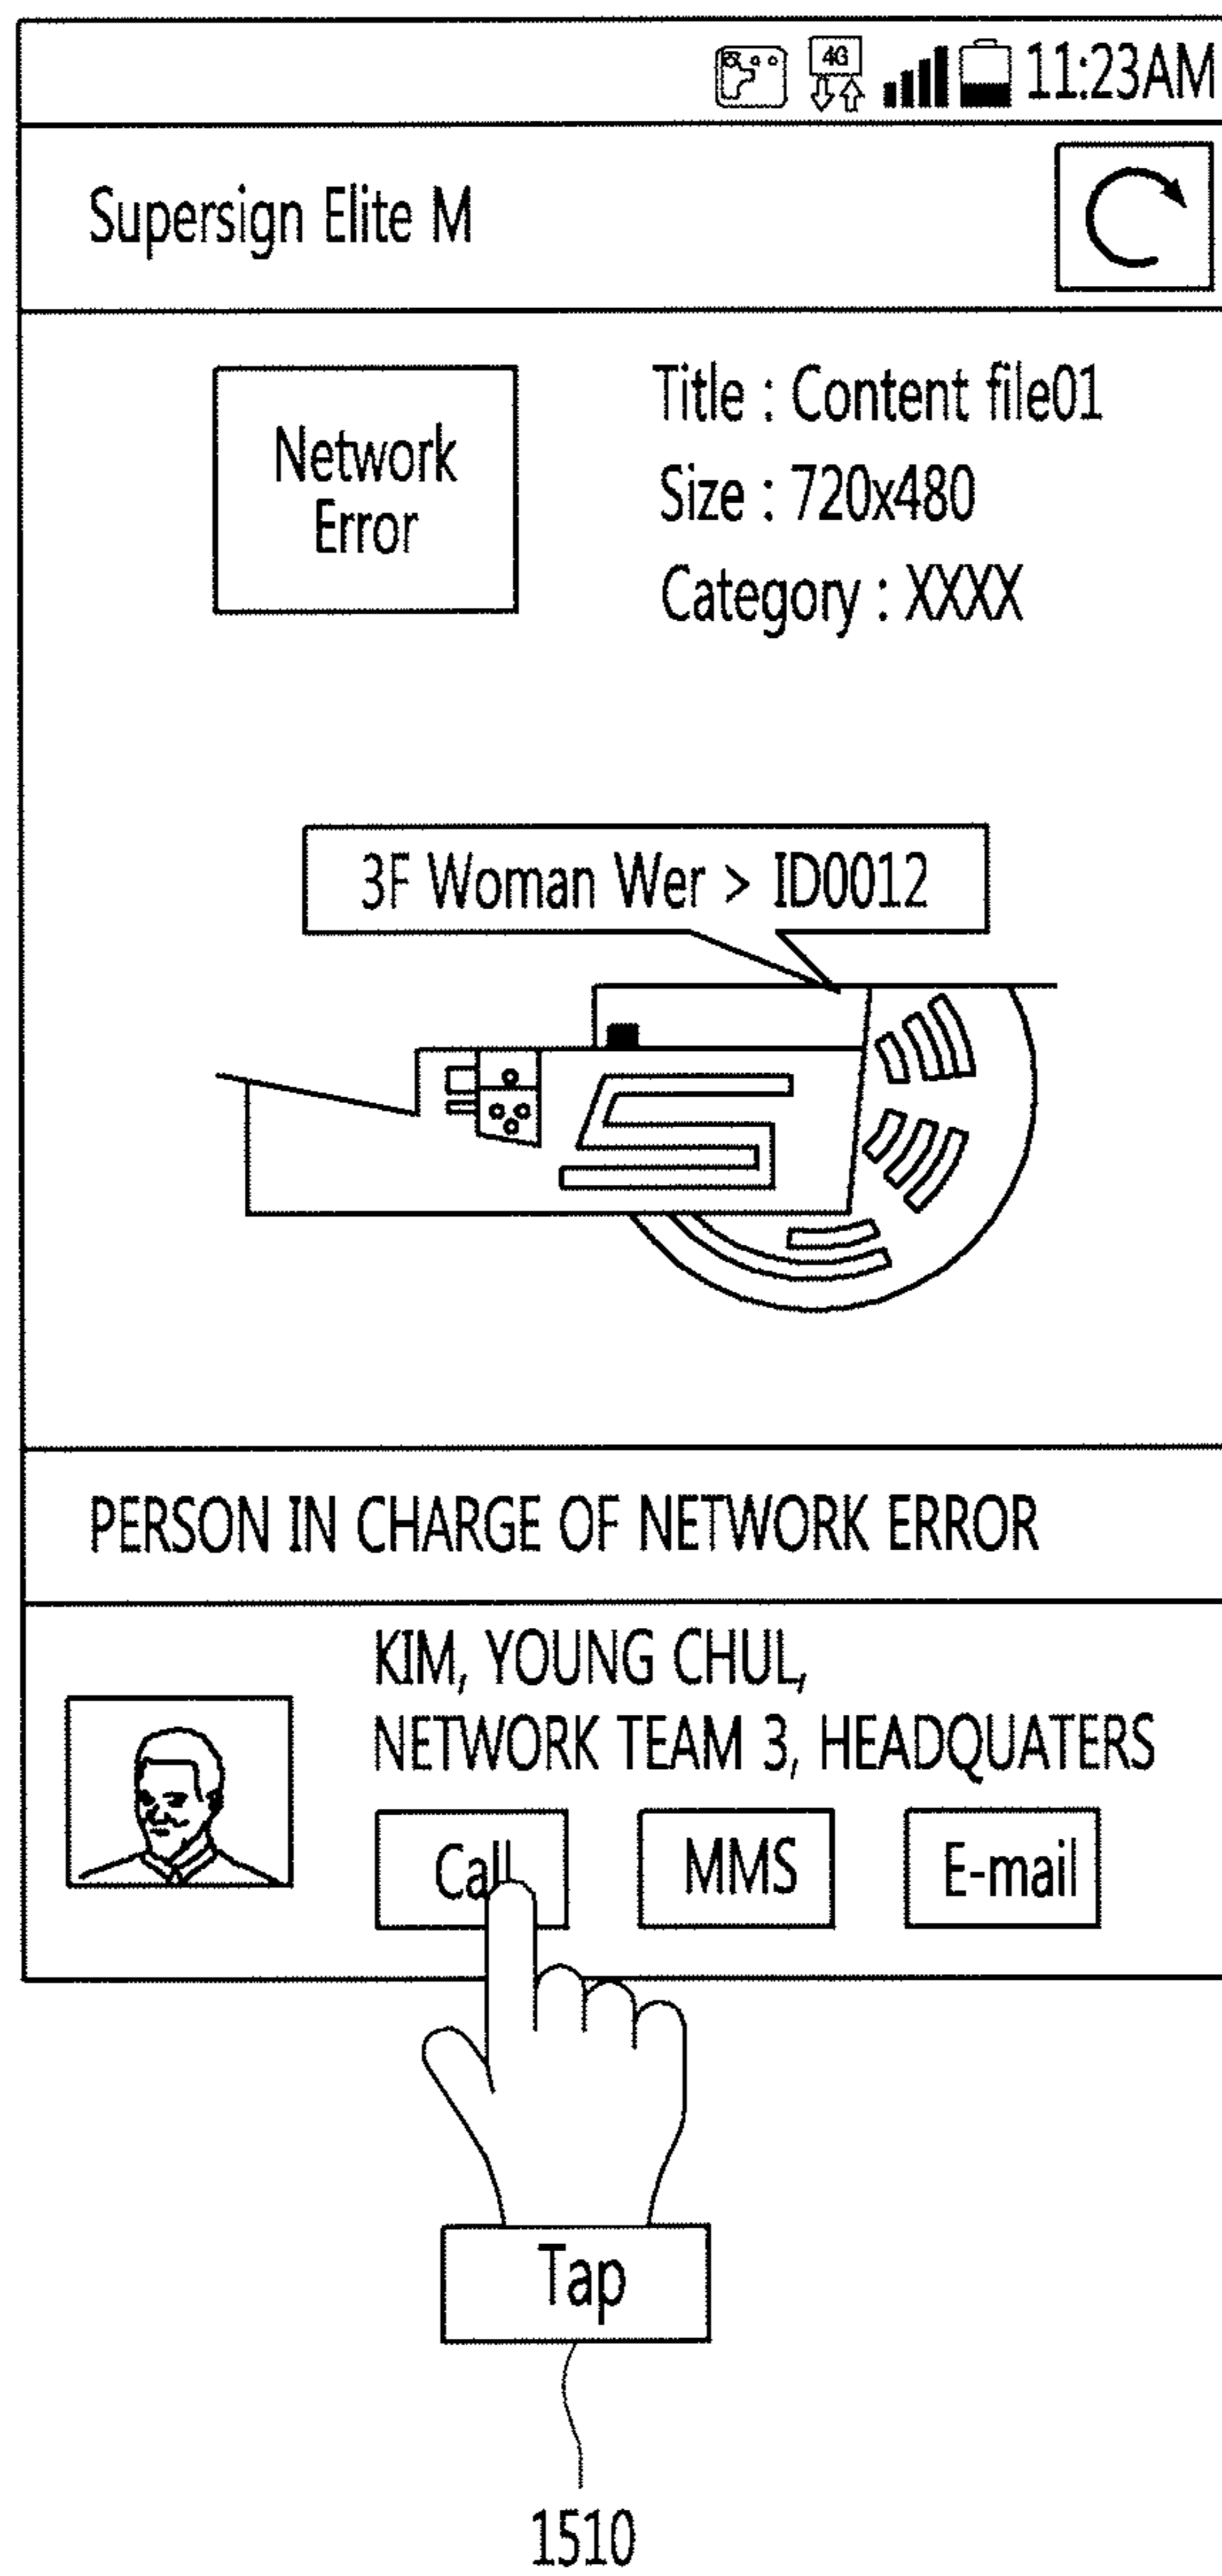 4G 11:23AM
Supersign Elite M
Network
Error
Title : Content file01
Size : 720x480
Category : XXXX
3F Woman Wer > ID0012
PERSON IN CHARGE OF NETWORK ERROR
KIM, YOUNG CHUL,
NETWORK TEAM 3, HEADQUATERS
Call MMS E-mail
Tap
1510